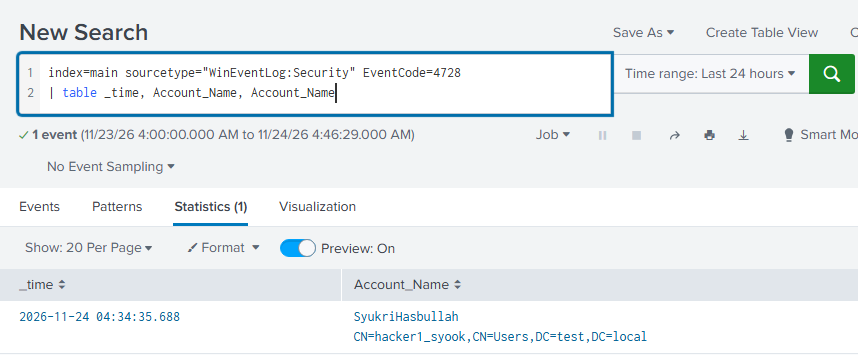 New Search
Save As
Create Table View
C
1 index=main sourcetype="WinEventLog:Security" EventCode=4728
2 | table _time, Account_Name, Account_Name
Time range: Last 24 hours
1 event (11/23/26 4:00:00.000 AM to 11/24/26 4:46:29.000 AM)
Job
Smart Mo
No Event Sampling
Events
Patterns
Statistics (1)
Visualization
Show: 20 Per Page
Format
Preview: On
_time
Account_Name
2026-11-24 04:34:35.688
SyukriHasbullah
CN=hacker1_syook,CN=Users,DC=test,DC=local